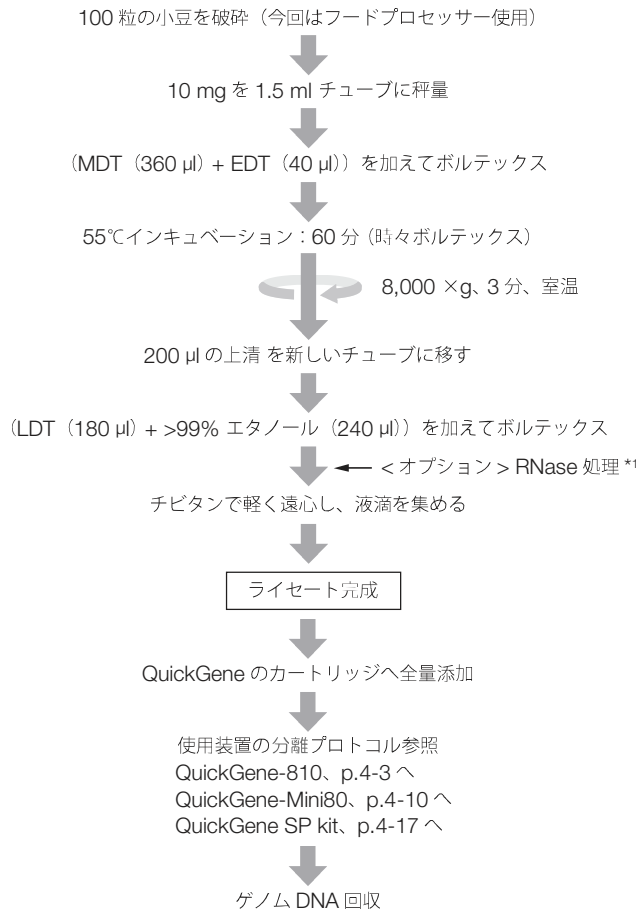 100 粒の小豆を破砕（今回はフードプロセッサー使用）
10 mg を 1.5 ml チューブに秤量
（MDT（360 µl）+ EDT（40 µl））を加えてボルテックス
55℃インキュベーション：60 分（時々ボルテックス）
8,000 ×g、3 分、室温
200 µl の上清 を新しいチューブに移す
（LDT（180 µl）+ >99% エタノール（240 µl））を加えてボルテックス
< オプション > RNase 処理 *1
チビタンで軽く遠心し、液滴を集める
ライセート完成
QuickGene のカートリッジへ全量添加
使用装置の分離プロトコル参照
QuickGene-810、p.4-3 へ
QuickGene-Mini80、p.4-10 へ
QuickGene SP kit、p.4-17 へ
ゲノム DNA 回収